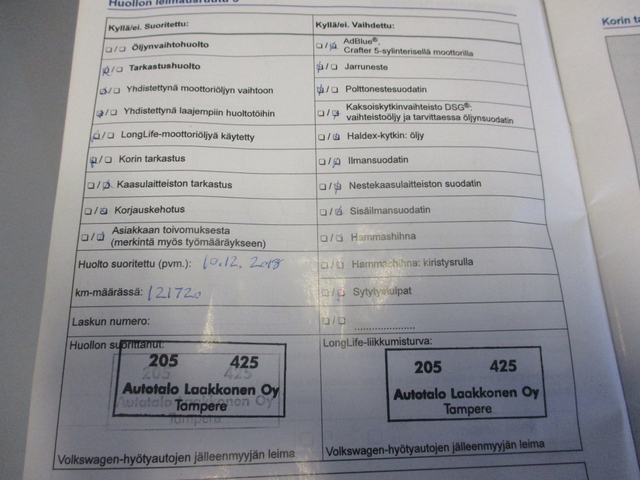 Huollon leimausruutu
Kyllä/ei. Suoritettu:
☐/☐ Öljynvaihtohuolto
☐/☐ Tarkastushuolto
☐/☐ Yhdistettynä moottoriöljyn vaihtoon
☐/☐ Yhdistettynä laajempiin huoltotöihin
☐/☐ LongLife-moottoriöljyä käytetty
☐/☐ Korin tarkastus
☐/☐ Kaasulaitteiston tarkastus
☐/☐ Korjauskehotus
☐/☐ Asiakkaan toivomuksesta
(merkintä myös työmääräykseen)
Huolto suoritettu (pvm.): 10.12.2018
km-määrässä: 121720
Laskun numero:
Huollon suorittanut:
205 425
Autotalo Laakkonen Oy
Tampere
Volkswagen-hyötyautojen jälleenmyyjän leima
Kyllä/ei. Vaihdettu:
☐/☐ AdBlue®,
Crafter 5-sylinterisellä moottorilla
☐/☐ Jarruneste
☐/☐ Polttonestesuodatin
☐/☐ Kaksoiskytkinvaihteisto DSG®:
vaihteistoöljy ja tarvittaessa öljynsuodatin
☐/☐ Haldex-kytkin: öljy
☐/☐ Ilmansuodatin
☐/☐ Nestekaasulaitteiston suodatin
☐/☐ Sisäilmansuodatin
☐/☐ Hammashihna
☐/☐ Hammashihna: kiristysrulla
☐/☐ Sytytystulpat
☐/☐ ....................
LongLife-liikkumisturva:
205 425
Autotalo Laakkonen Oy
Tampere
Volkswagen-hyötyautojen jälleenmyyjän leima
Korin